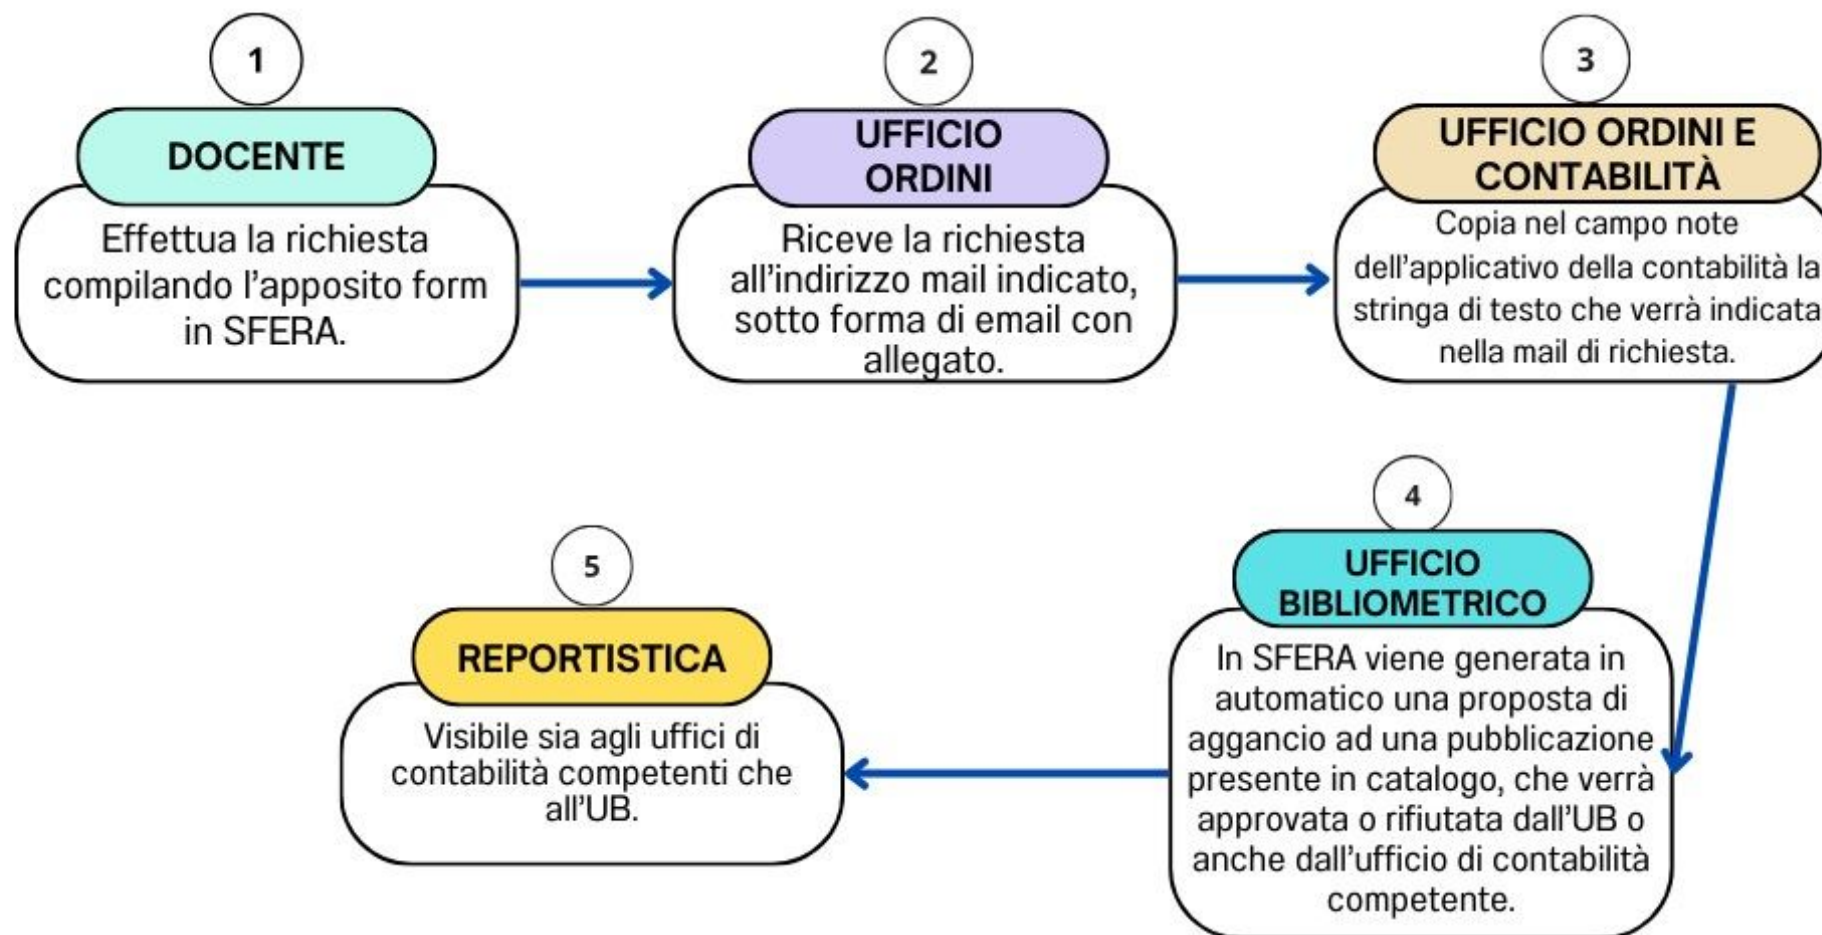 1
DOCENTE
Effettua la richiesta
compilando l'apposito form
in SFERA.
2
UFFICIO
ORDINI
Riceve la richiesta
all'indirizzo mail indicato,
sotto forma di email con
allegato.
3
UFFICIO ORDINI E
CONTABILITÀ
Copia nel campo note
dell'applicativo della contabilità la
stringa di testo che verrà indicata
nella mail di richiesta.
4
UFFICIO
BIBLIOMETRICO
In SFERA viene generata in
automatico una proposta di
aggancio ad una pubblicazione
presente in catalogo, che verrà
approvata o rifiutata dall'UB o
anche dall'ufficio di contabilità
competente.
5
REPORTISTICA
Visibile sia agli uffici di
contabilità competenti che
all'UB.